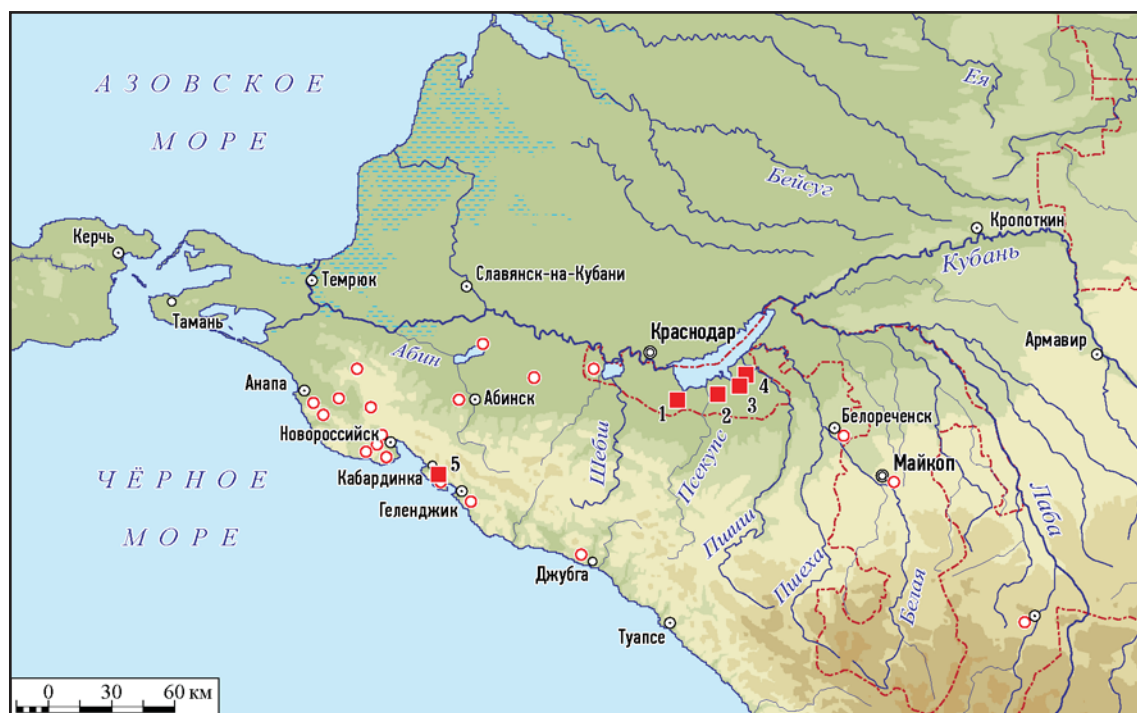 АЗОВСКОЕ
МОРЕ
Ея
Бейсуг
Кропоткин
Кубань
Керчь
Темрюк
Славянск-на-Кубани
Тамань
Краснодар
Армавир
Абин
Анапа
Абинск
1
2
3
4
Белореченск
Новороссийск
Шебш
Псекупс
Майкоп
5
Кабардинка
ЧЁРНОЕ
МОРЕ
Геленджик
Лаба
Пшиш
Пшеха
Белая
Джубга
Туапсе
0 30 60 км